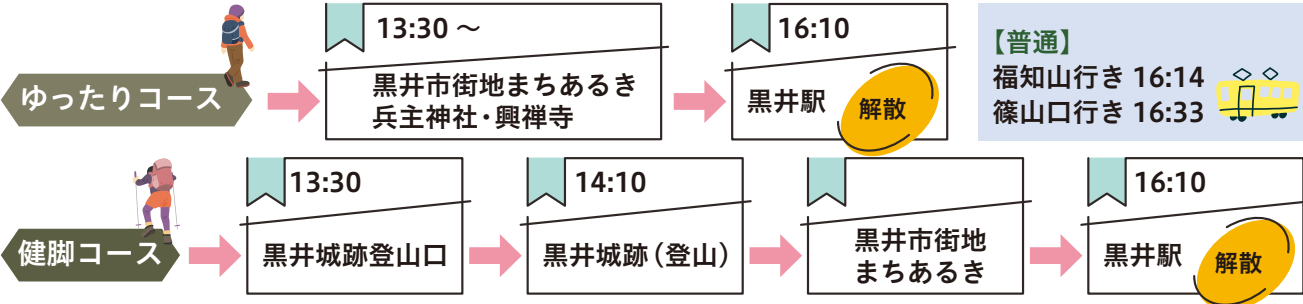 ゆったりコース
13:30 ～
黒井市街地まちあるき
兵主神社・興禅寺
16:10
黒井駅
解散
【普通】
福知山行き 16:14
篠山口行き 16:33
健脚コース
13:30
黒井城跡登山口
14:10
黒井城跡（登山）
黒井市街地
まちあるき
16:10
黒井駅
解散